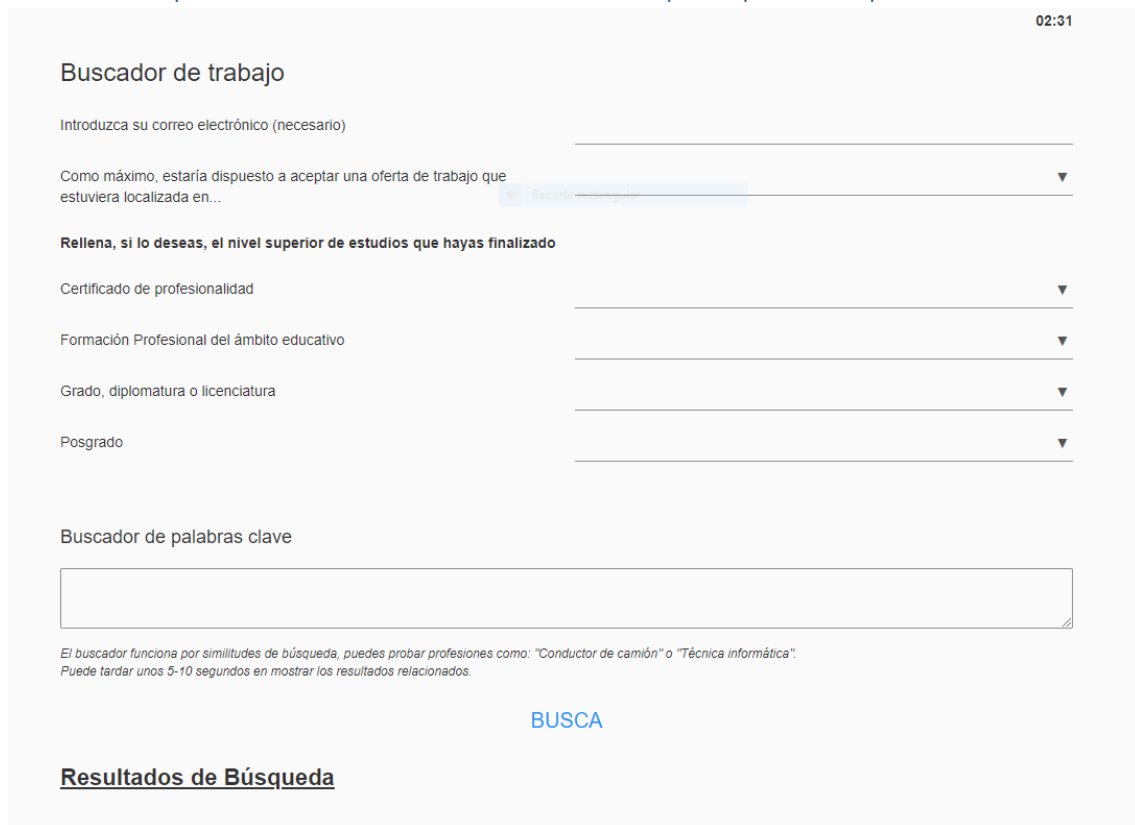 02:31
Buscador de trabajo
Introduzca su correo electrónico (necesario)
Como máximo, estaría dispuesto a aceptar una oferta de trabajo que
estuviera localizada en...
Recorte rectangular
Rellena, si lo deseas, el nivel superior de estudios que hayas finalizado
Certificado de profesionalidad
Formación Profesional del ámbito educativo
Grado, diplomatura o licenciatura
Posgrado
Buscador de palabras clave
El buscador funciona por similitudes de búsqueda, puedes probar profesiones como: "Conductor de camión" o "Técnica informática".
Puede tardar unos 5-10 segundos en mostrar los resultados relacionados.
BUSCA
Resultados de Búsqueda